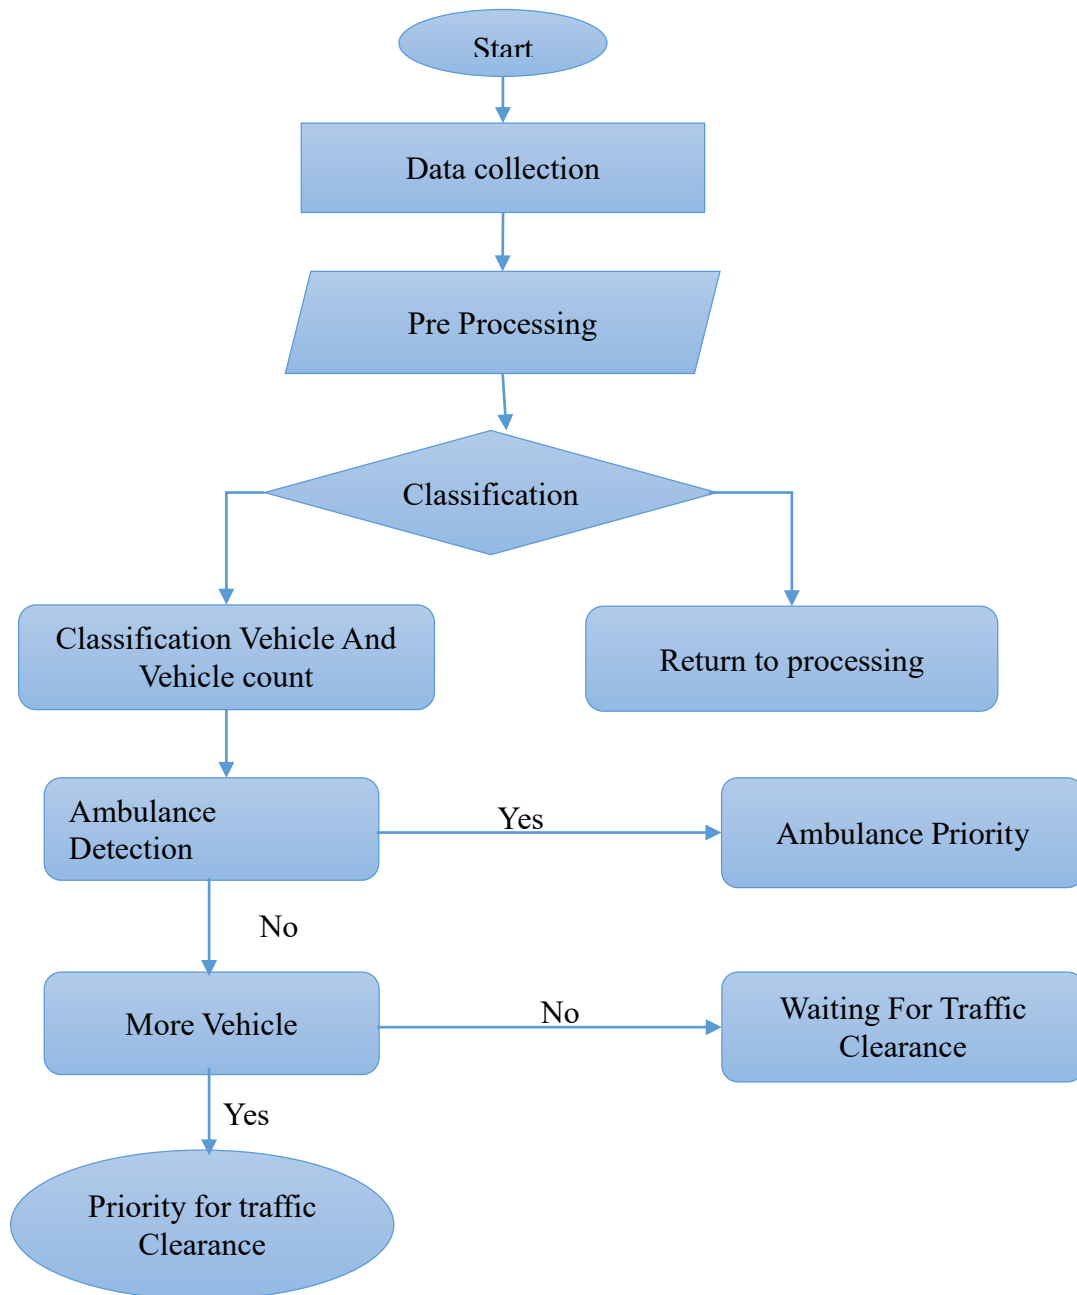 Start
Data collection
Pre Processing
Classification
Classification Vehicle And
Vehicle count
Return to processing
Ambulance
Detection
Yes
Ambulance Priority
No
More Vehicle
No
Waiting For Traffic
Clearance
Yes
Priority for traffic
Clearance